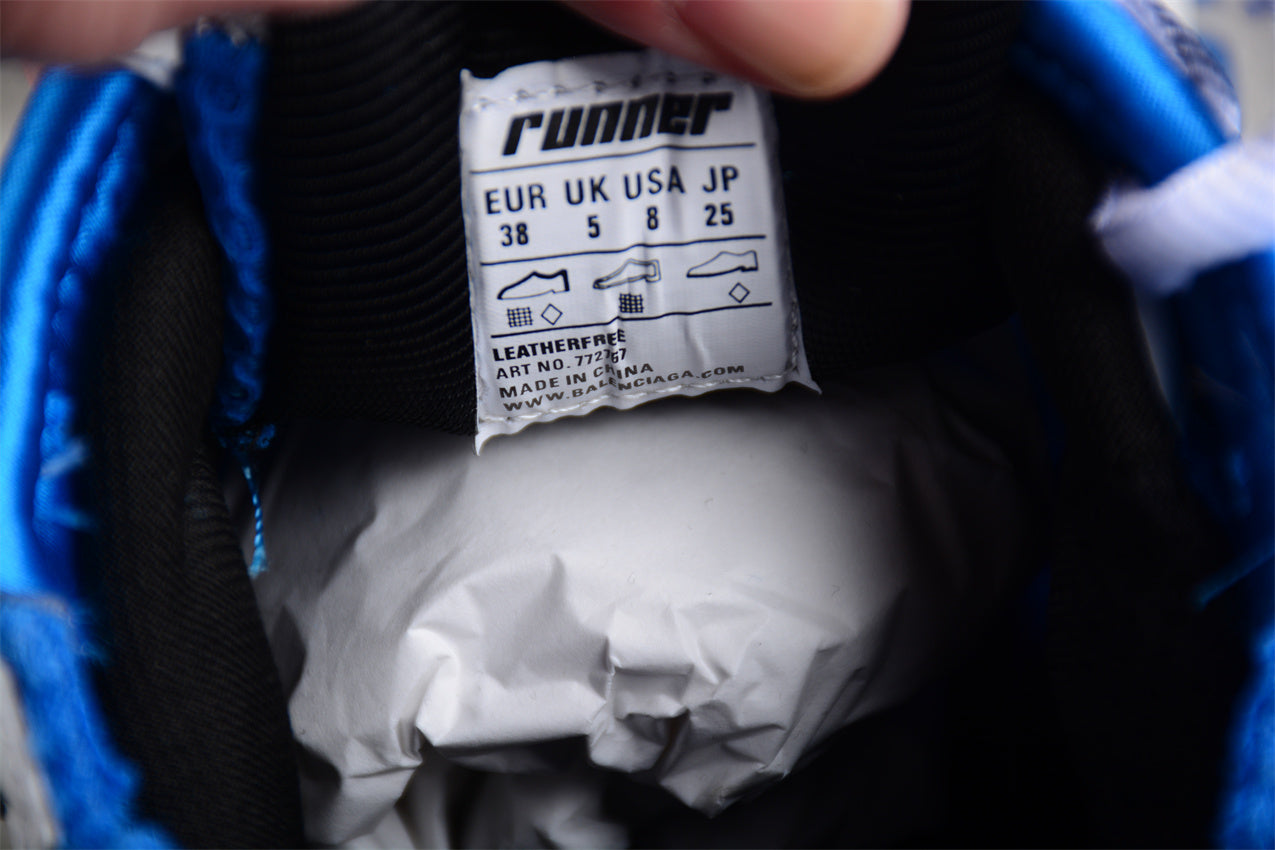 runner
EUR UK USA JP
38 5 8 25
LEATHERFREE
ART NO. 772767
MADE IN CHINA
WWW.BALENCIAGA.COM